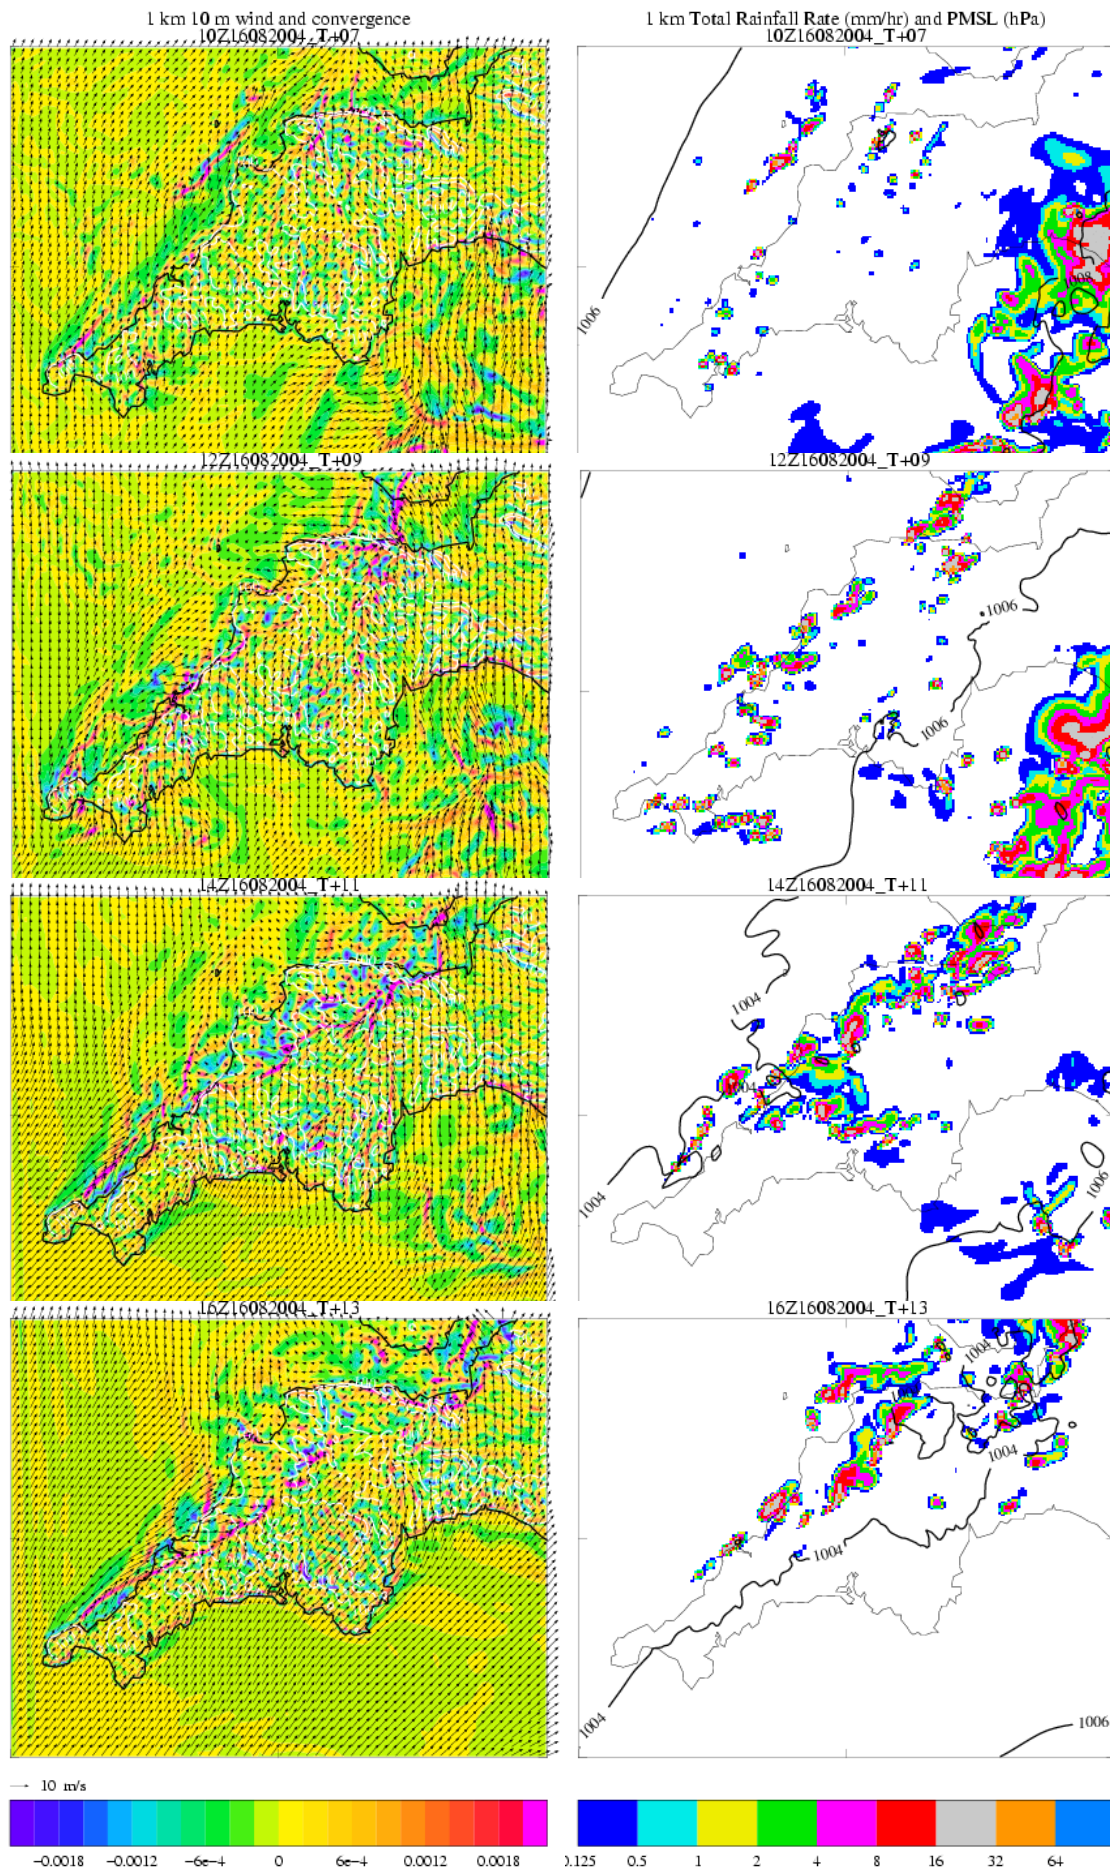 1 km 10 m wind and convergence
10Z16082004_T+07
1 km Total Rainfall Rate (mm/hr) and PMSL (hPa)
10Z16082004_T+07
1008
1006
12Z16082004_T+09
12Z16082004_T+09
1006
1006
14Z16082004_T+11
14Z16082004_T+11
1004
1004
1004
1006
16Z16082004_T+13
16Z16082004_T+13
1004
1004
1004
1004
1006
10 m/s
−0.0018 −0.0012 −6e−4 0 6e−4 0.0012 0.0018
0.125 0.5 1 2 4 8 16 32 64